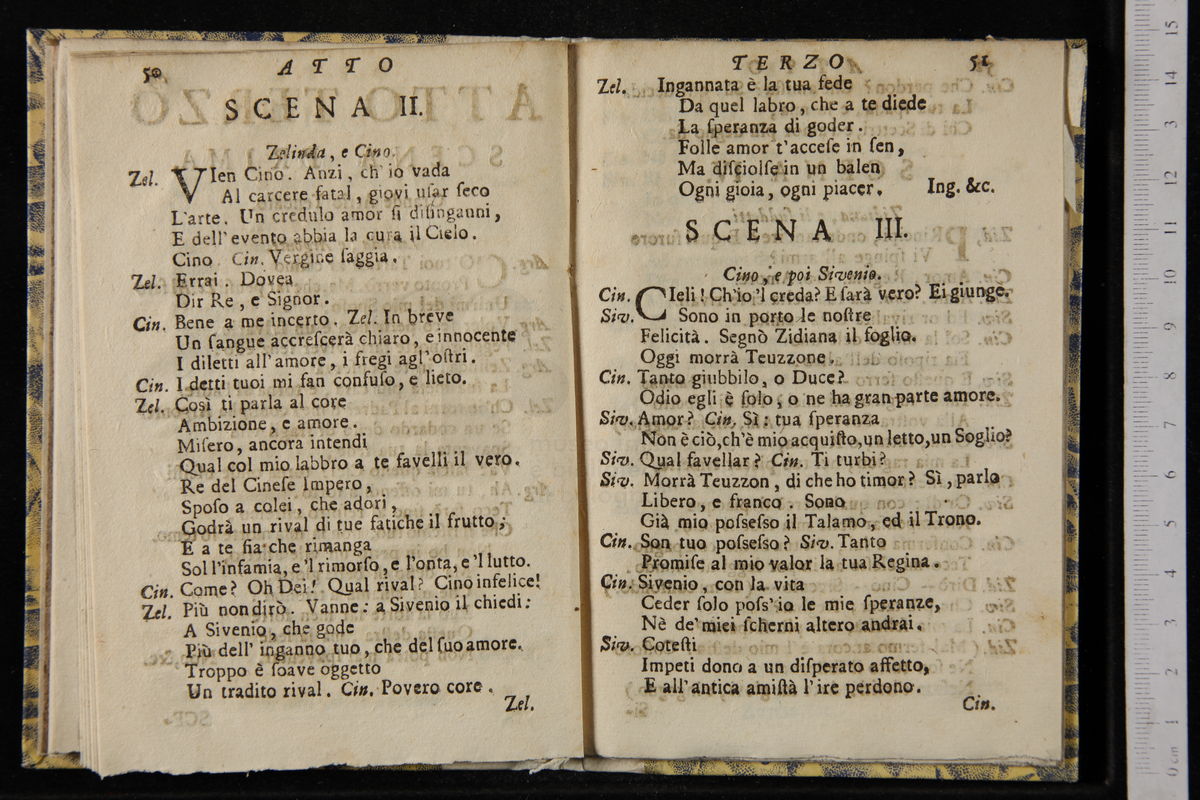 50 ATTO
SCENA II.
Zelinda, e Cino.
Zel. VIen Cino. Anzi, ch'io vada
Al carcere fatal, giovi uſar ſeco
L'arte. Un credulo amor ſi diſinganni,
E dell'evento abbia la cura il Cielo.
Cino. Cin. Vergine ſaggia.
Zel. Errai. Dovea
Dir Re, e Signor.
Cin. Bene a me incerto. Zel. In breve
Un ſangue accreſcerà chiaro, e innocente
I diletti all'amore, i fregi agl'oſtri.
Cin. I detti tuoi mi fan confuſo, e lieto.
Zel. Così ti parla al core
Ambizione, e amore.
Miſero, ancora intendi
Qual col mio labbro a te favelli il vero.
Re del Cineſe Impero,
Spoſo a colei, che adori,
Godrà un rival di tue fatiche il frutto;
E a te ſia che rimanga
Sol l'infamia, e 'l rimorſo, e l'onta, e 'l lutto.
Cin. Come? Oh Dei! Qual rival? Cino infelice!
Zel. Più non dirò. Vanne: a Sivenio il chiedi:
A Sivenio, che gode
Più dell' inganno tuo, che del ſuo amore.
Troppo è ſoave oggetto
Un tradito rival. Cin. Povero core.
Zel.
TERZO 51
Zel. Ingannata è la tua fede
Da quel labro, che a te diede
La ſperanza di goder.
Folle amor t'acceſe in ſen,
Ma diſciolſe in un balen
Ogni gioia, ogni piacer. Ing. &c.
SCENA III.
Cino, e poi Sivenio.
Cin. CIeli! Ch'io 'l creda? E ſarà vero? Ei giunge.
Siv. Sono in porto le noſtre
Felicità. Segnò Zidiana il foglio.
Oggi morrà Teuzzone.
Cin. Tanto giubbilo, o Duce?
Odio egli è ſolo, o ne ha gran parte amore.
Siv. Amor? Cin. Sì: tua ſperanza
Non è ciò, ch'è mio acquiſto, un letto, un Soglio?
Siv. Qual favellar? Cin. Ti turbi?
Siv. Morrà Teuzzon, di che ho timor? Sì, parlo
Libero, e franco. Sono
Già mio poſseſso il Talamo, ed il Trono.
Cin. Son tuo poſseſso? Siv. Tanto
Promiſe al mio valor la tua Regina.
Cin. Sivenio, con la vita
Ceder ſolo poſs'io le mie ſperanze,
Nè de' miei ſcherni altero andrai.
Siv. Coteſti
Impeti dono a un diſperato affetto,
E all'antica amiſtà l'ire perdono.
Cin.